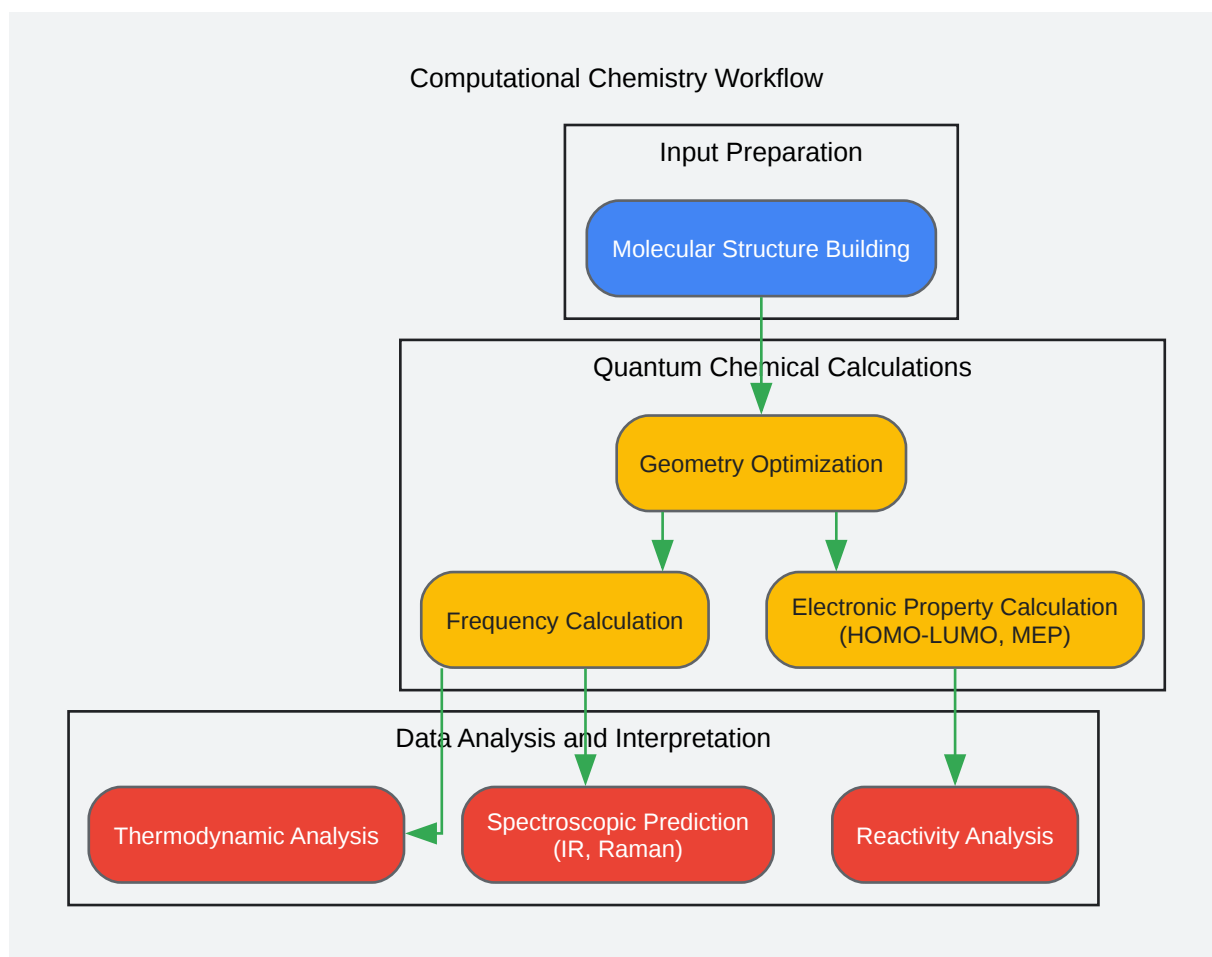 Computational Chemistry Workflow
Input Preparation
Molecular Structure Building
Quantum Chemical Calculations
Geometry Optimization
Frequency Calculation
Electronic Property Calculation
(HOMO-LUMO, MEP)
Data Analysis and Interpretation
Thermodynamic Analysis
Spectroscopic Prediction
(IR, Raman)
Reactivity Analysis